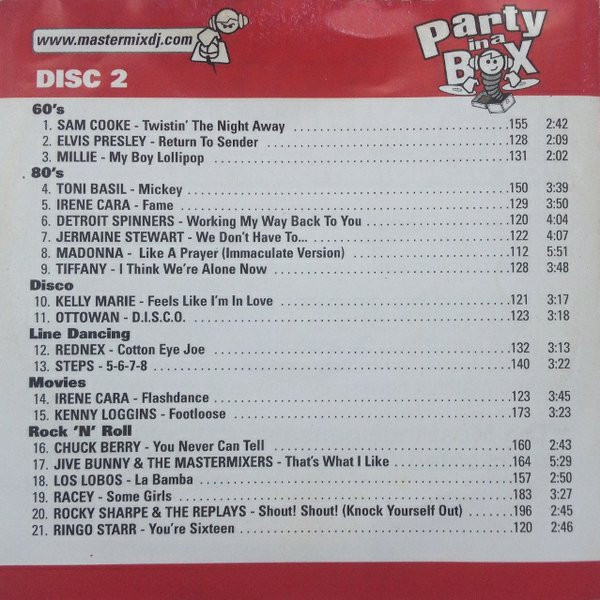 www.mastermixdj.com
Party
in a
BOX
DISC 2
60's
1. SAM COOKE - Twistin' The Night Away ........ 155 2:42
2. ELVIS PRESLEY - Return To Sender ........ 128 2:09
3. MILLIE - My Boy Lollipop ........ 131 2:02
80's
4. TONI BASIL - Mickey ........ 150 3:39
5. IRENE CARA - Fame ........ 129 3:50
6. DETROIT SPINNERS - Working My Way Back To You ........ 120 4:04
7. JERMAINE STEWART - We Don't Have To... ........ 122 4:07
8. MADONNA - Like A Prayer (Immaculate Version) ........ 112 5:51
9. TIFFANY - I Think We're Alone Now ........ 128 3:48
Disco
10. KELLY MARIE - Feels Like I'm In Love ........ 121 3:17
11. OTTOWAN - D.I.S.C.O. ........ 123 3:18
Line Dancing
12. REDNEX - Cotton Eye Joe ........ 132 3:13
13. STEPS - 5-6-7-8 ........ 140 3:22
Movies
14. IRENE CARA - Flashdance ........ 123 3:45
15. KENNY LOGGINS - Footloose ........ 173 3:23
Rock 'N' Roll
16. CHUCK BERRY - You Never Can Tell ........ 160 2:43
17. JIVE BUNNY & THE MASTERMIXERS - That's What I Like ........ 164 5:29
18. LOS LOBOS - La Bamba ........ 157 2:50
19. RACEY - Some Girls ........ 183 3:27
20. ROCKY SHARPE & THE REPLAYS - Shout! Shout! (Knock Yourself Out) ........ 196 2:45
21. RINGO STARR - You're Sixteen ........ 120 2:46